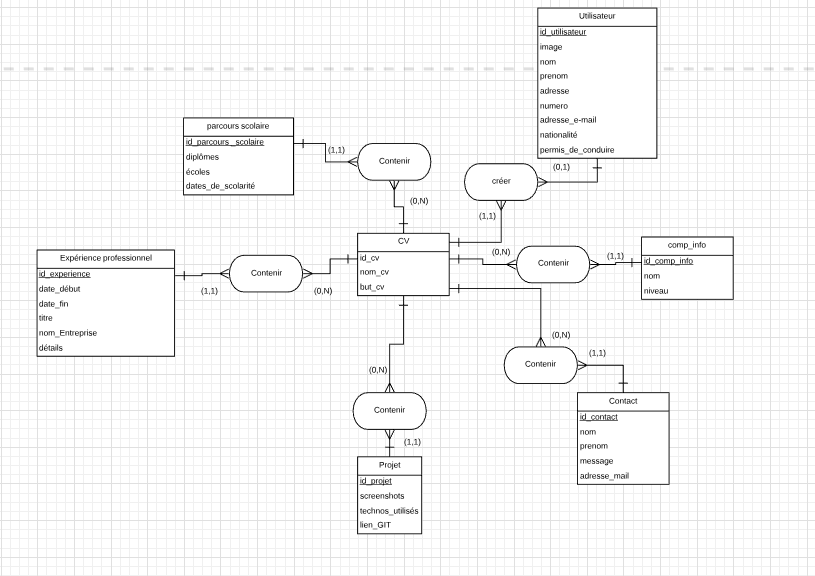 Utilisateur
id_utilisateur
image
nom
prenom
adresse
numero
adresse_e-mail
nationalité
permis_de_conduire
(0,1)
créer
(1,1)
parcours scolaire
id_parcours_scolaire
diplômes
écoles
dates_de_scolarité
(1,1)
Contenir
(0,N)
CV
id_cv
nom_cv
but_cv
Expérience professionnel
id_experience
date_début
date_fin
titre
nom_Entreprise
détails
(1,1)
Contenir
(0,N)
(0,N)
Contenir
(1,1)
comp_info
id_comp_info
nom
niveau
(0,N)
Contenir
(1,1)
Contact
id_contact
nom
prenom
message
adresse_mail
(0,N)
Contenir
(1,1)
Projet
id_projet
screenshots
technos_utilisés
lien_GIT